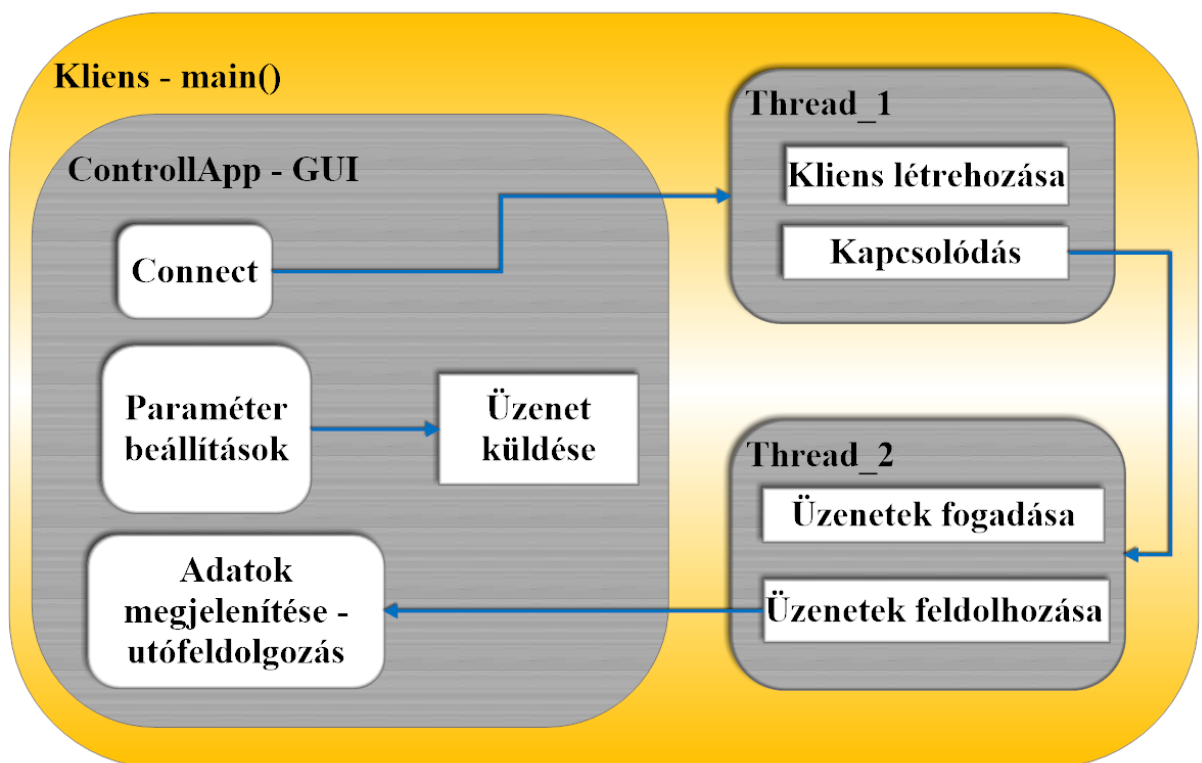 Kliens - main()
ControllApp - GUI
Connect
Paraméter
beállítások
Üzenet
küldése
Adatok
megjelenítése -
utófeldolgozás
Thread_1
Kliens létrehozása
Kapcsolódás
Thread_2
Üzenetek fogadása
Üzenetek feldolhozása